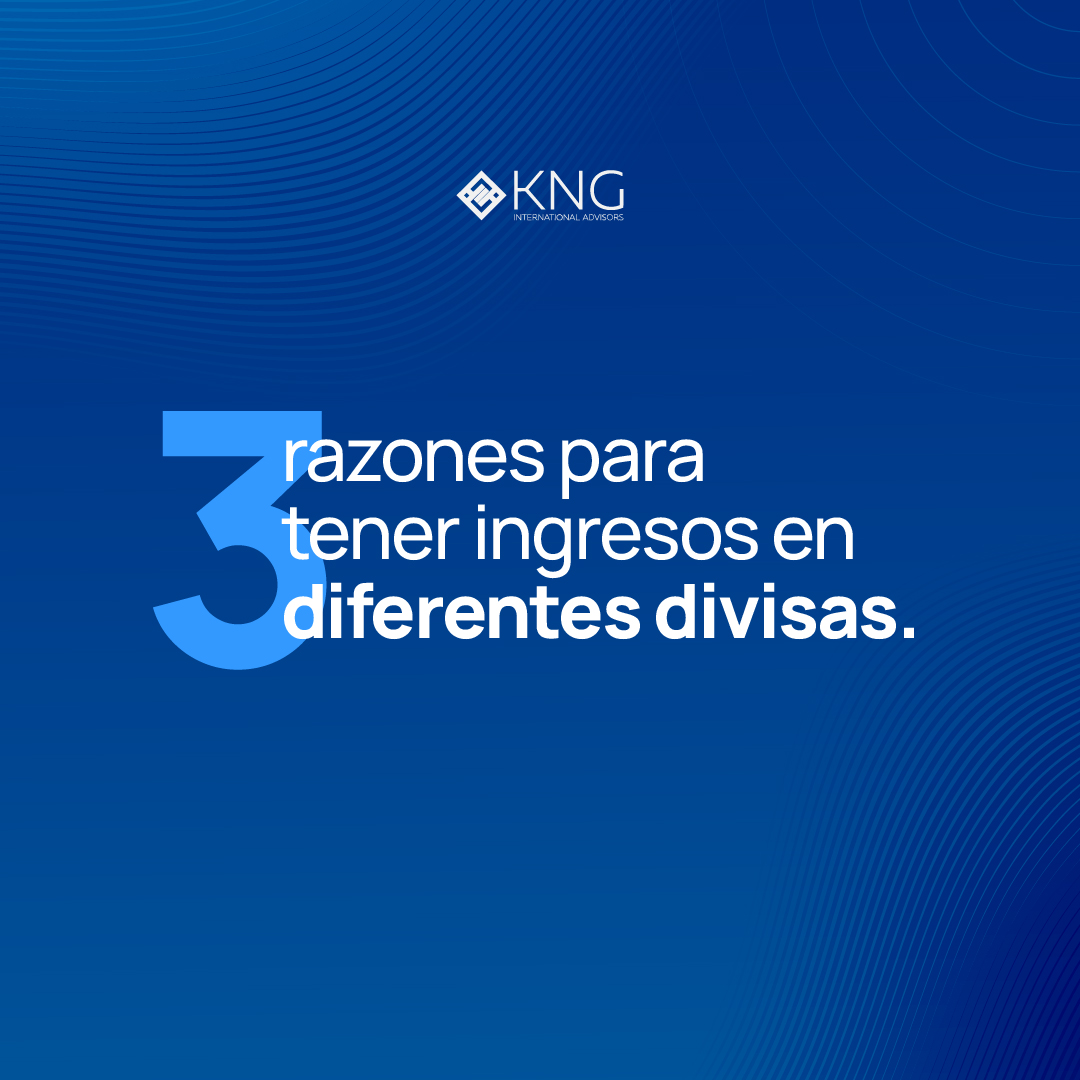 KNG
INTERNATIONAL ADVISORS
3 razones para
tener ingresos en
diferentes divisas.